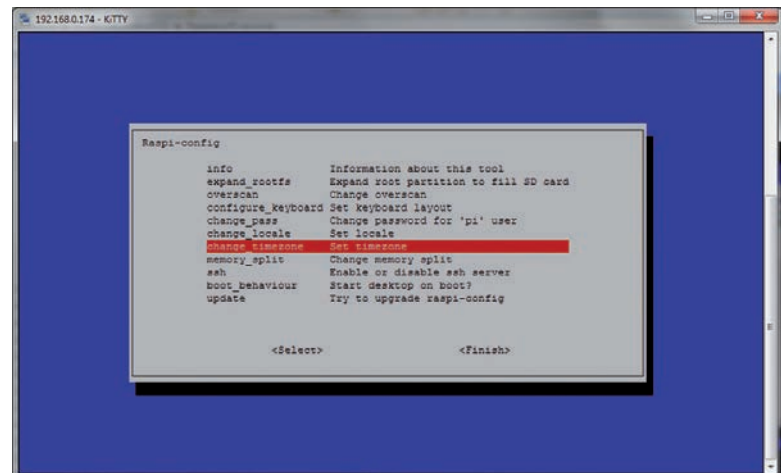 192.168.0.174 - KiTTY
Raspi-config
info Information about this tool
expand_rootfs Expand root partition to fill SD card
overscan Change overscan
configure_keyboard Set keyboard layout
change_pass Change password for 'pi' user
change_locale Set locale
change_timezone Set timezone
memory_split Change memory split
ssh Enable or disable ssh server
boot_behaviour Start desktop on boot?
update Try to upgrade raspi-config
<Select> <Finish>